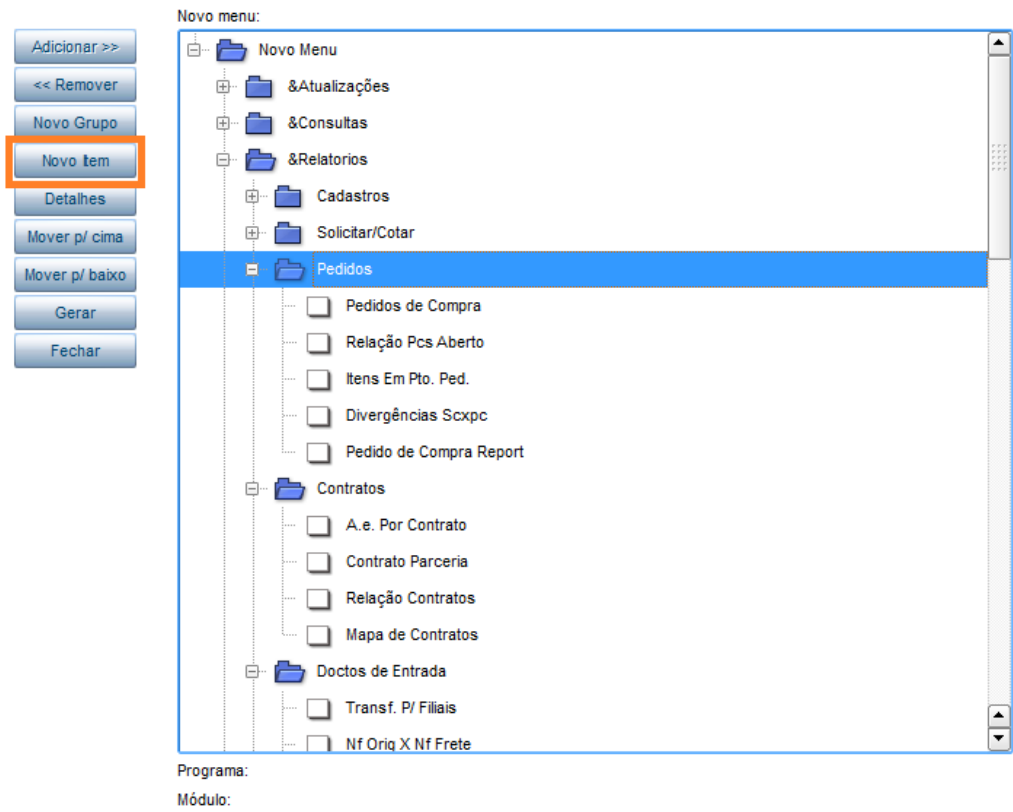 Novo menu:
Adicionar >>
<< Remover
Novo Grupo
Novo Item
Detalhes
Mover p/ cima
Mover p/ baixo
Gerar
Fechar
Novo Menu
&Atualizações
&Consultas
&Relatorios
Cadastros
Solicitar/Cotar
Pedidos
Pedidos de Compra
Relação Pcs Aberto
Itens Em Pto. Ped.
Divergências Scxpc
Pedido de Compra Report
Contratos
A.e. Por Contrato
Contrato Parceria
Relação Contratos
Mapa de Contratos
Doctos de Entrada
Transf. P/ Filiais
Nf Orig X Nf Frete
Programa:
Módulo: